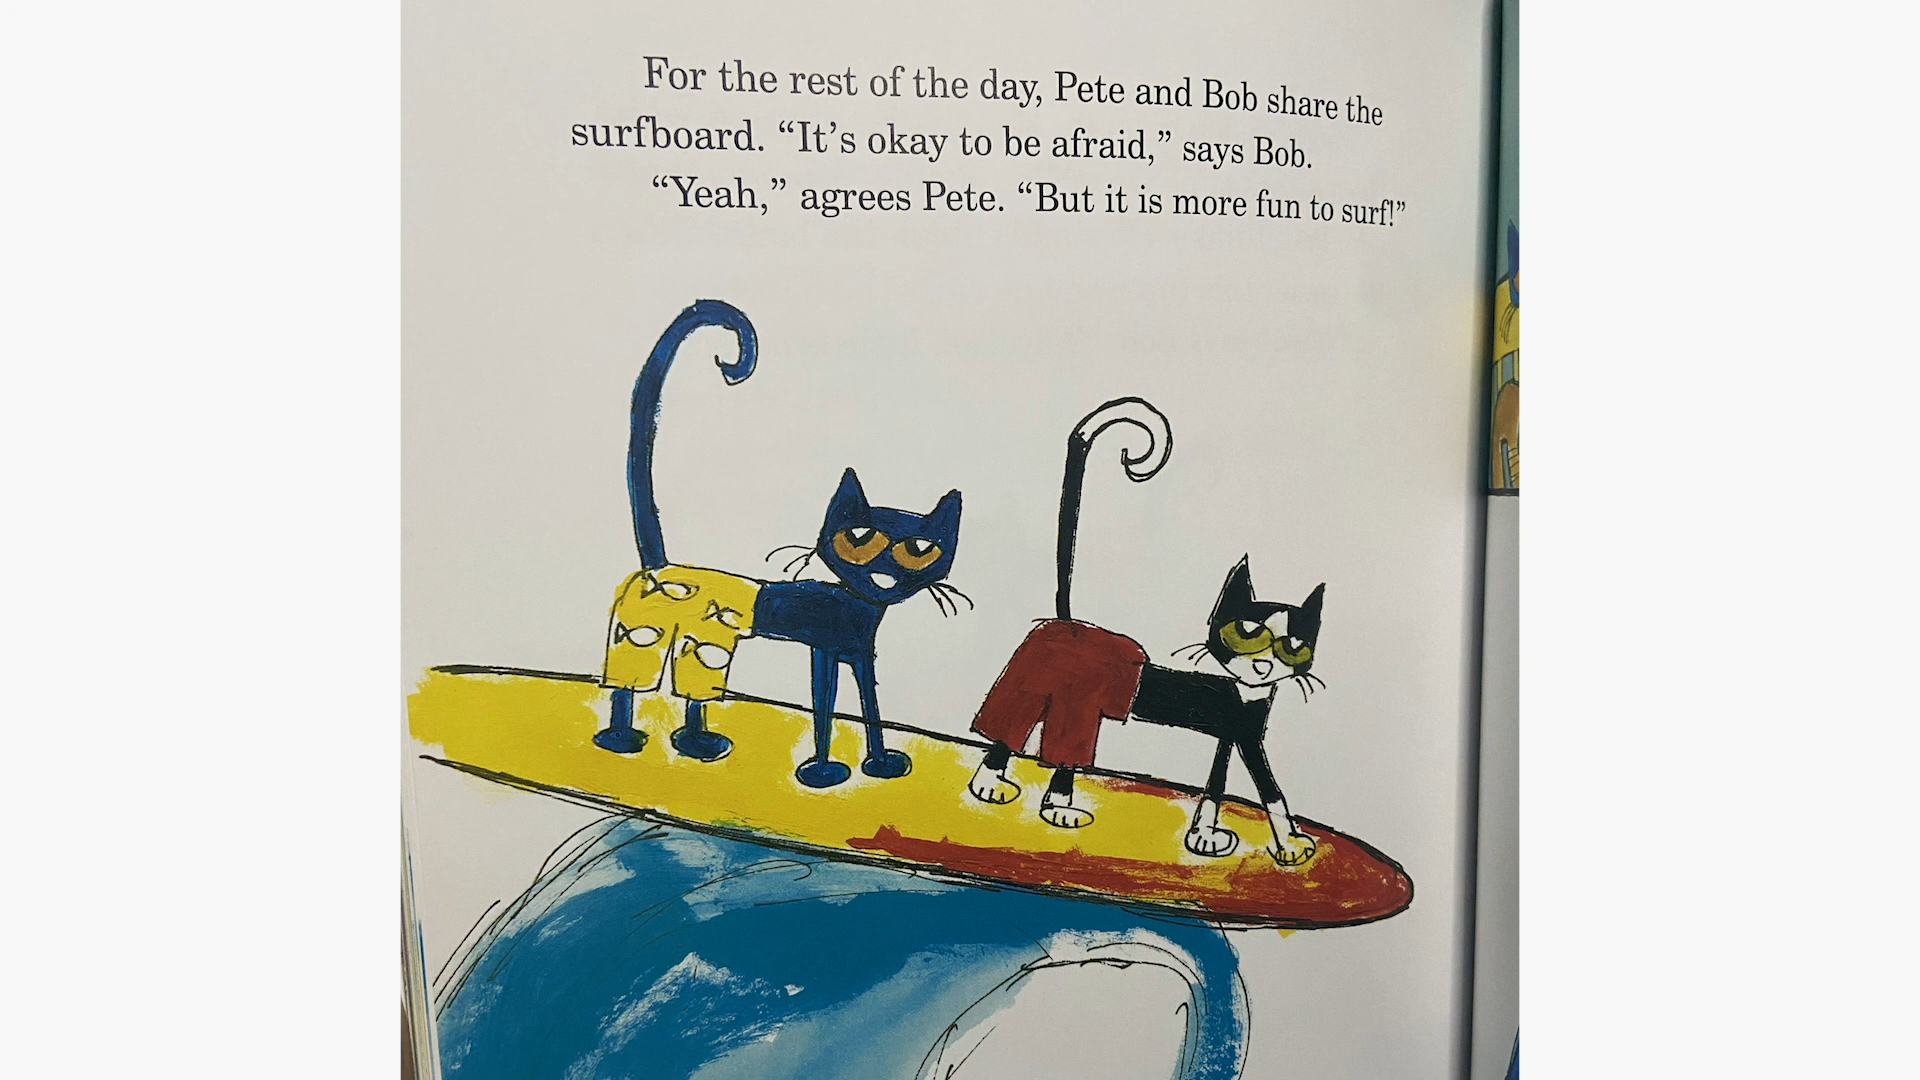 For the rest of the day, Pete and Bob share the
surfboard. “It’s okay to be afraid,” says Bob.
“Yeah,” agrees Pete. “But it is more fun to surf!”